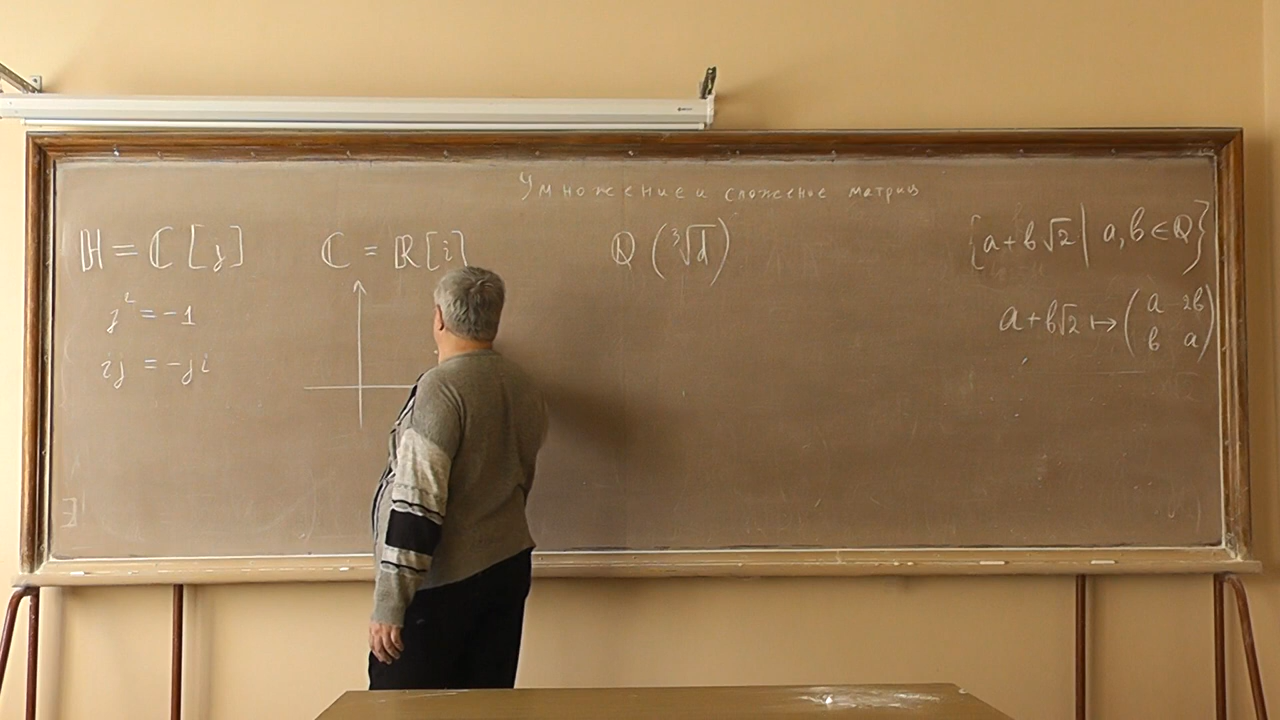 Умножение и сложение матриц
ℍ = ℂ [j]
j² = -1
ij = -ji
ℂ = ℝ[i]
ℚ (∛d)
{a + b√2 | a, b ∈ ℚ}
a + b√2 ↦ (a 2b
b a)